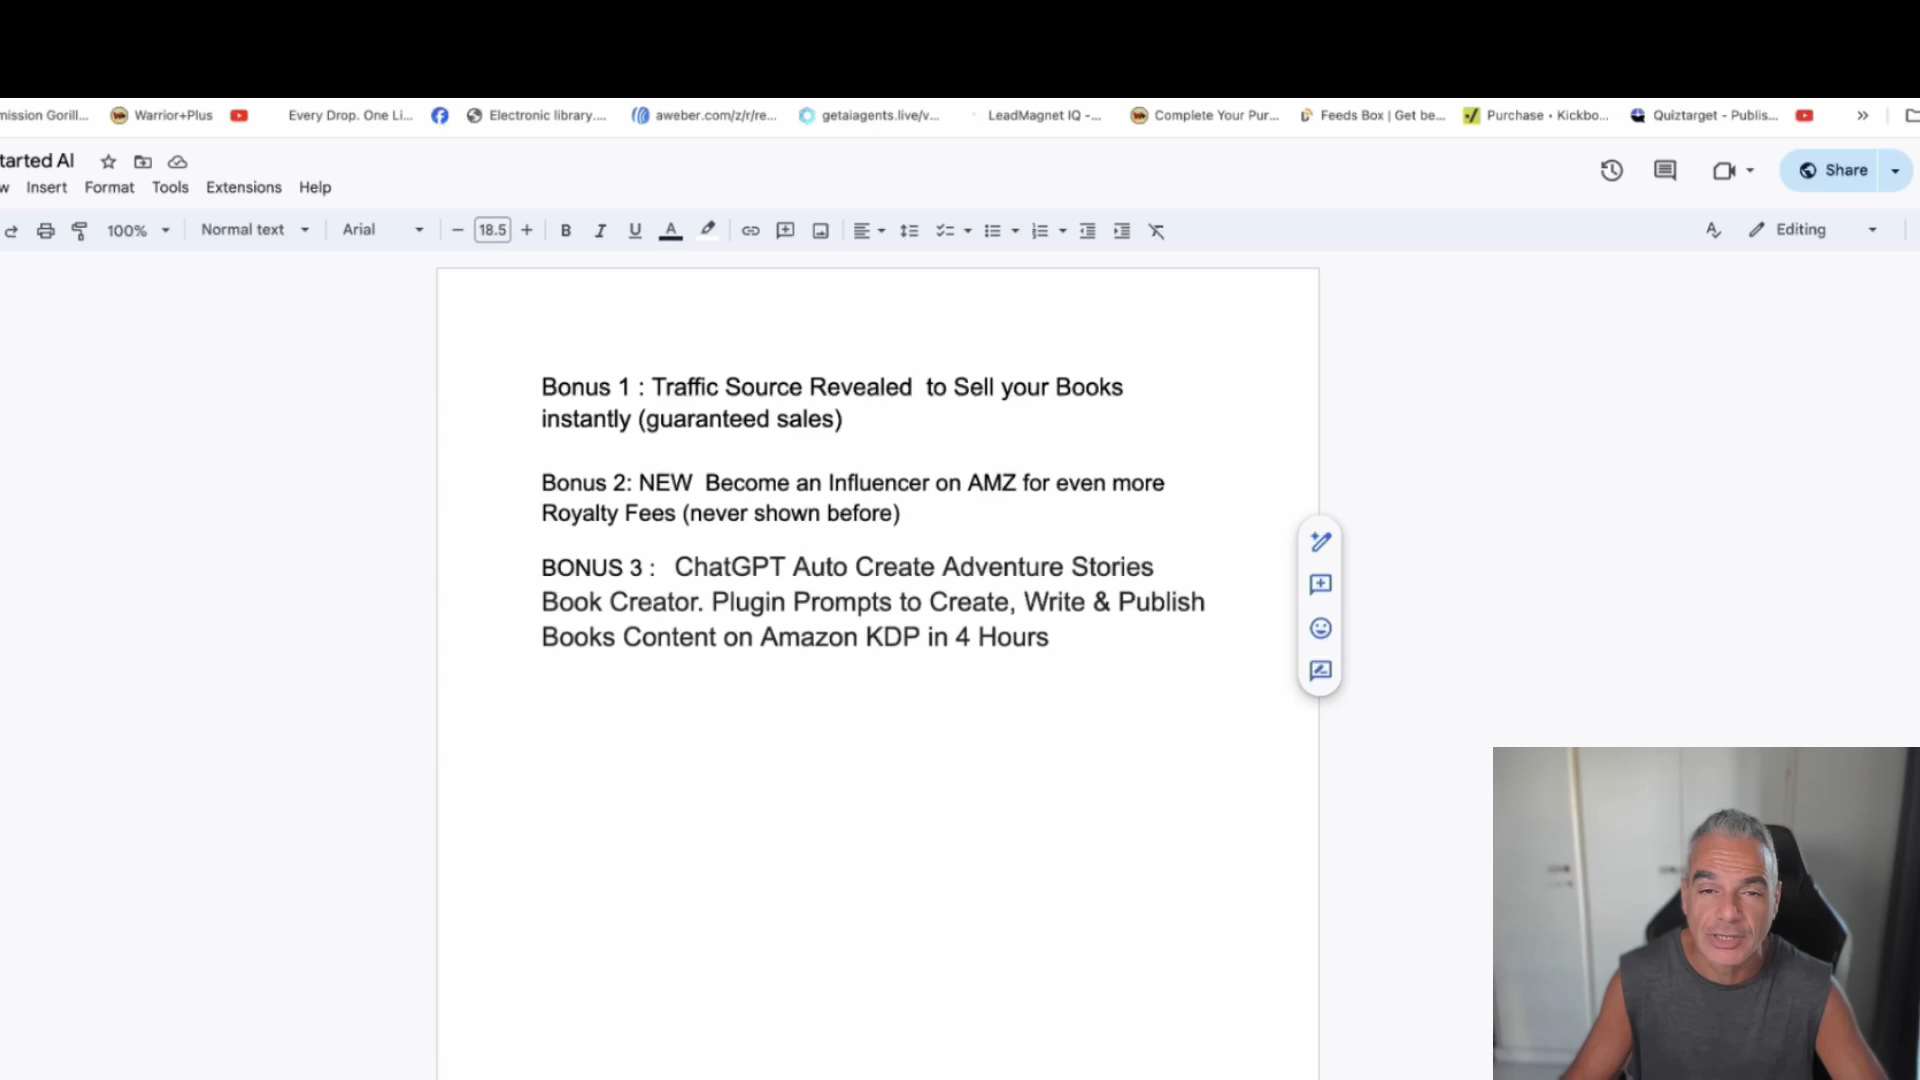 mission Gorill... Warrior+Plus Every Drop. One Li... Electronic library.... aweber.com/z/r/re... getaiagents.live/v... LeadMagnet IQ -... Complete Your Pur... Feeds Box | Get be... Purchase • Kickbo... Quiztarget - Publis... »
tarted AI
w Insert Format Tools Extensions Help
Share
100% Normal text Arial − 18.5 + B I U A
Editing
Bonus 1 : Traffic Source Revealed to Sell your Books
instantly (guaranteed sales)
Bonus 2: NEW Become an Influencer on AMZ for even more
Royalty Fees (never shown before)
BONUS 3 : ChatGPT Auto Create Adventure Stories
Book Creator. Plugin Prompts to Create, Write & Publish
Books Content on Amazon KDP in 4 Hours